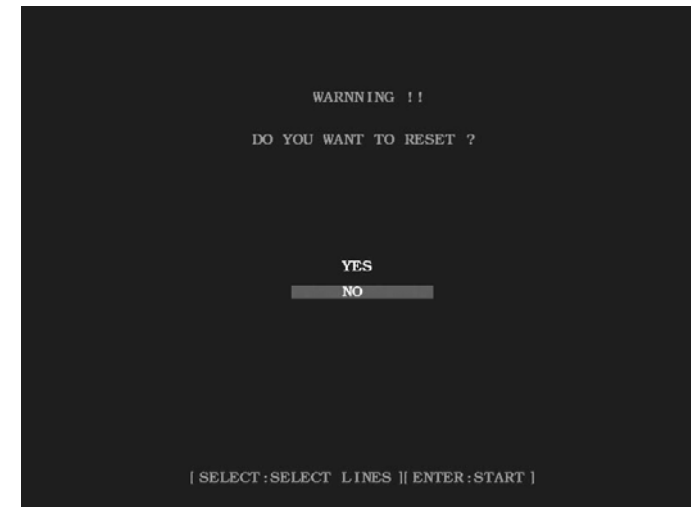 WARNNING !!
DO YOU WANT TO RESET ?
YES
NO
[ SELECT:SELECT LINES ][ ENTER:START ]